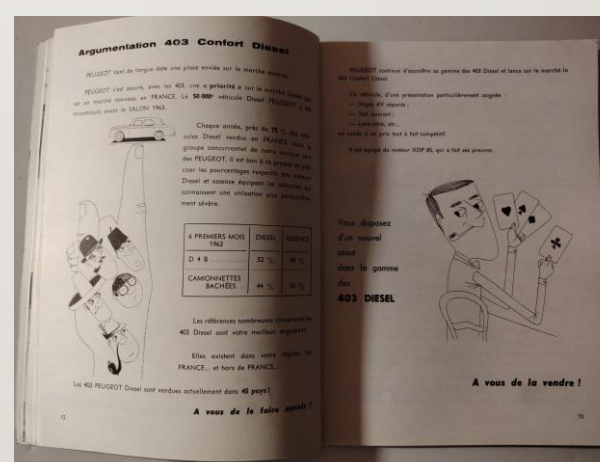 Argumentation 403 Confort Diesel
PEUGEOT tient de longue date une place enviée sur le marché
PEUGEOT s'est assuré, avec les 403, une « priorité » sur le marché Diesel qui
est un marché nouveau en FRANCE. Le 50 000e véhicule Diesel PEUGEOT a été
avant le SALON 1963.
Chaque année, près de 75 % des véhi-
cules Diesel vendus en FRANCE dans le
groupe concurrentiel de notre marque sont
des PEUGEOT. Il est bon à ce propos de pré-
ciser les pourcentages respectifs des moteurs
Diesel et essence équipant les véhicules qui
connaissent une utilisation plus particulière-
ment sévère.
6 PREMIERS MOIS
1963
DIESEL
ESSENCE
D 4 B
52 %
48 %
CAMIONNETTES
BACHÉES
44 %
56 %
Les références nombreuses concernant les
403 Diesel sont votre meilleur argument.
Elles existent dans votre région, en
FRANCE... et hors de FRANCE...
Les 403 PEUGEOT Diesel sont vendues actuellement dans 45 pays !
A vous de le faire savoir !
12
PEUGEOT continue d'accroître sa gamme des 403 Diesel et lance sur le marché la
403 Confort Diesel.
Ce véhicule, d'une présentation particulièrement soignée :
— Sièges AV séparés ;
— Toit ouvrant ;
— Lave-vitre, etc...
est vendu à un prix tout à fait compétitif.
Il est équipé du moteur XDP 85, qui a fait ses preuves.
Vous disposez
d'un nouvel
atout
dans la gamme
des
403 DIESEL
A vous de la vendre !
13